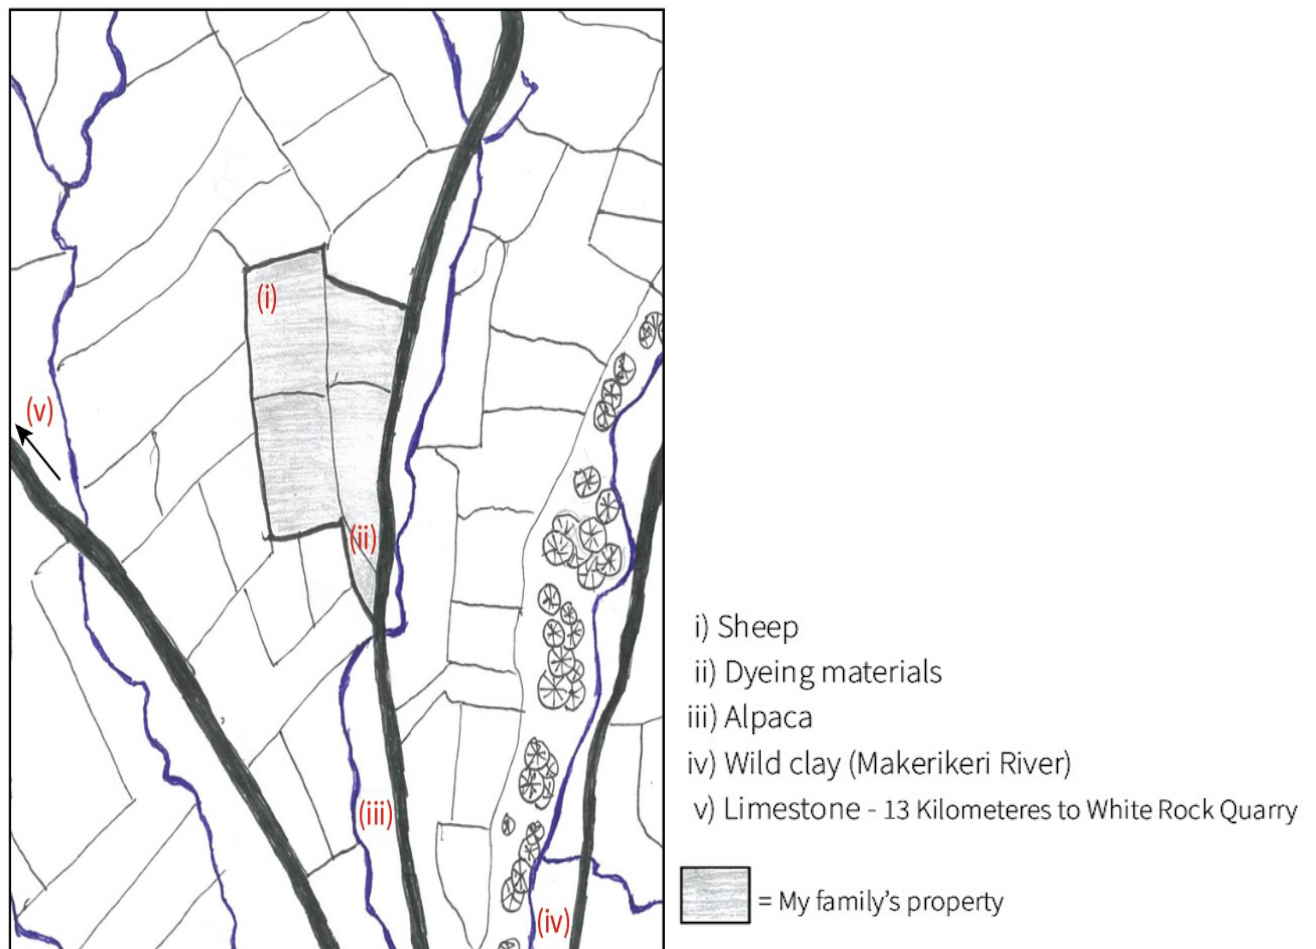 (i)
(v)
(ii)
(iii)
(iv)
i) Sheep
ii) Dyeing materials
iii) Alpaca
iv) Wild clay (Makerikeri River)
v) Limestone - 13 Kilometeres to White Rock Quarry
= My family's property